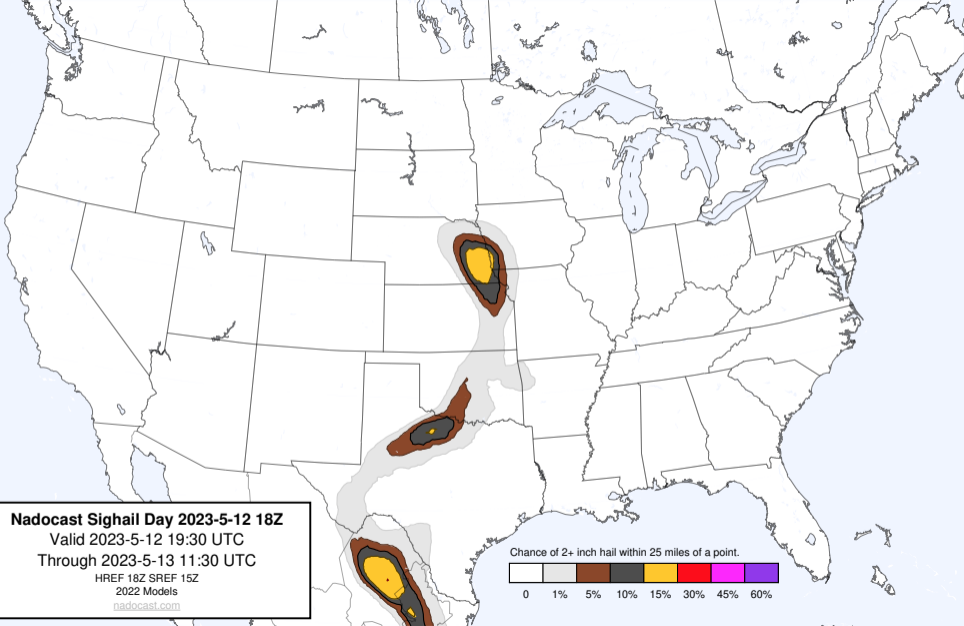 Nadocast Sighail Day 2023-5-12 18Z
Valid 2023-5-12 19:30 UTC
Through 2023-5-13 11:30 UTC
HREF 18Z SREF 15Z
2022 Models
nadocast.com
Chance of 2+ inch hail within 25 miles of a point.
0 1% 5% 10% 15% 30% 45% 60%